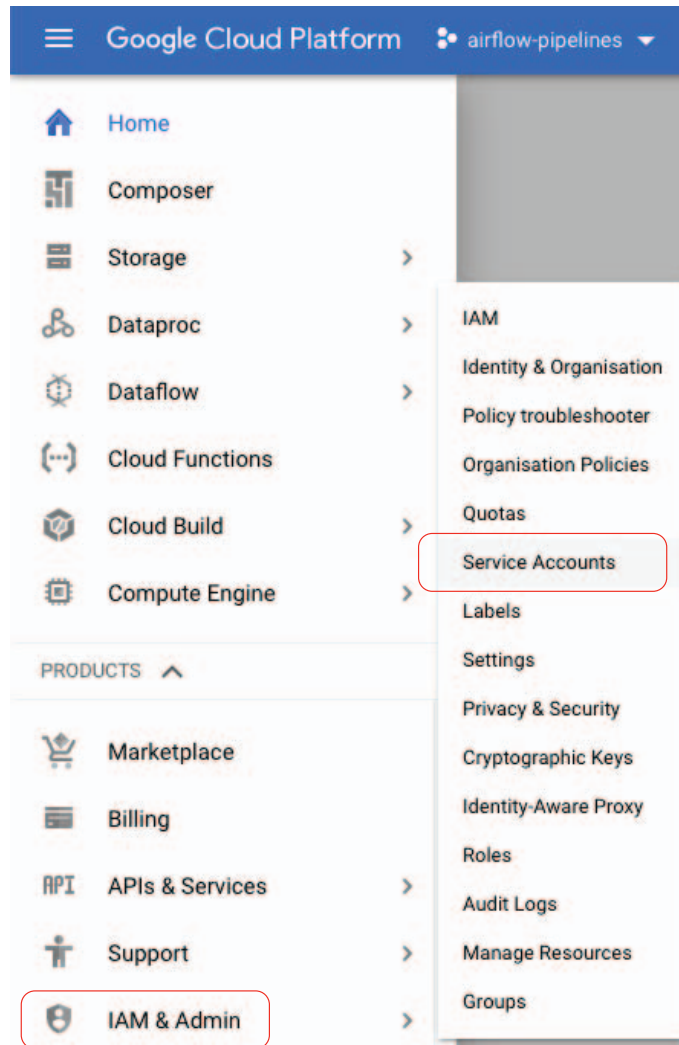 Google Cloud Platform airflow-pipelines
Home
Composer
Storage
Dataproc
Dataflow
Cloud Functions
Cloud Build
Compute Engine
PRODUCTS
Marketplace
Billing
API APIs & Services
Support
IAM & Admin
IAM
Identity & Organisation
Policy troubleshooter
Organisation Policies
Quotas
Service Accounts
Labels
Settings
Privacy & Security
Cryptographic Keys
Identity-Aware Proxy
Roles
Audit Logs
Manage Resources
Groups